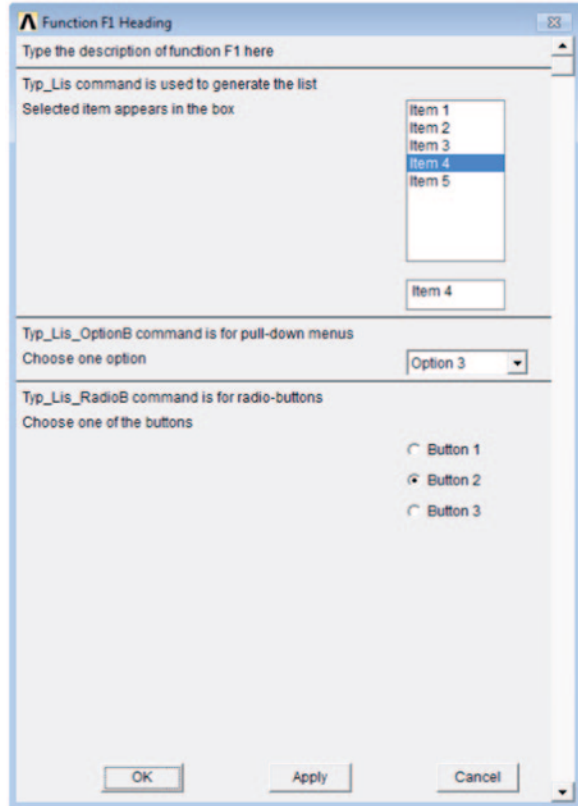 Function F1 Heading
Type the description of function F1 here
Typ_Lis command is used to generate the list
Selected item appears in the box
Item 1
Item 2
Item 3
Item 4
Item 5
Item 4
Typ_Lis_OptionB command is for pull-down menus
Choose one option
Option 3
Typ_Lis_RadioB command is for radio-buttons
Choose one of the buttons
Button 1
Button 2
Button 3
OK Apply Cancel